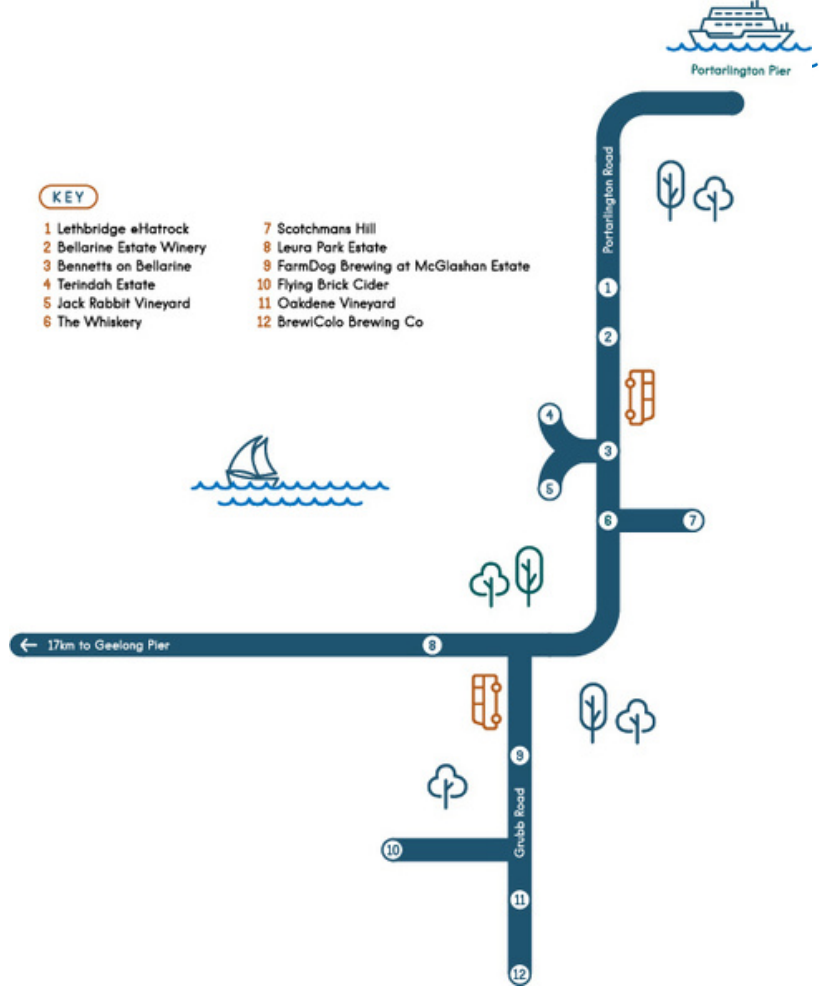 Portarlington Pier
Portarlington Road
KEY
1 Lethbridge @Hatrock
2 Bellarine Estate Winery
3 Bennetts on Bellarine
4 Terindah Estate
5 Jack Rabbit Vineyard
6 The Whiskery
7 Scotchmans Hill
8 Leura Park Estate
9 FarmDog Brewing at McGlashan Estate
10 Flying Brick Cider
11 Oakdene Vineyard
12 BrewiColo Brewing Co
1
2
4
3
5
6
7
← 17km to Geelong Pier
8
9
Grubb Road
10
11
12